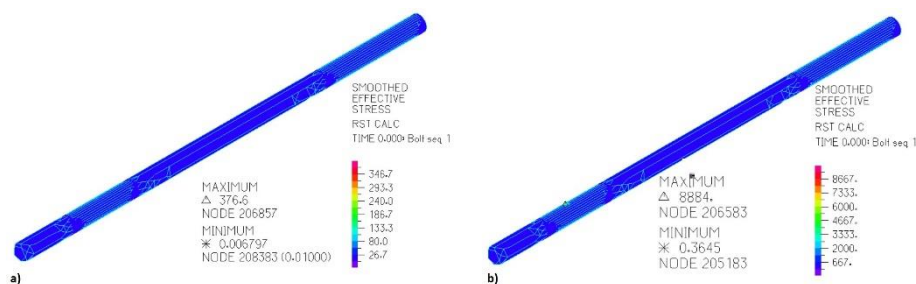 SMOOTHED
EFFECTIVE
STRESS
RST CALC
TIME 0.000: Bolt seq. 1
346.7
293.3
240.0
186.7
133.3
80.0
26.7
MAXIMUM
△ 376.6
NODE 206857
MINIMUM
* 0.006797
NODE 208383 (0.01000)
a)
SMOOTHED
EFFECTIVE
STRESS
RST CALC
TIME 0.000: Bolt seq. 1
8667.
7333.
6000.
4667.
3333.
2000.
667.
MAXIMUM
△ 8884.
NODE 206583
MINIMUM
* 0.3645
NODE 205183
b)